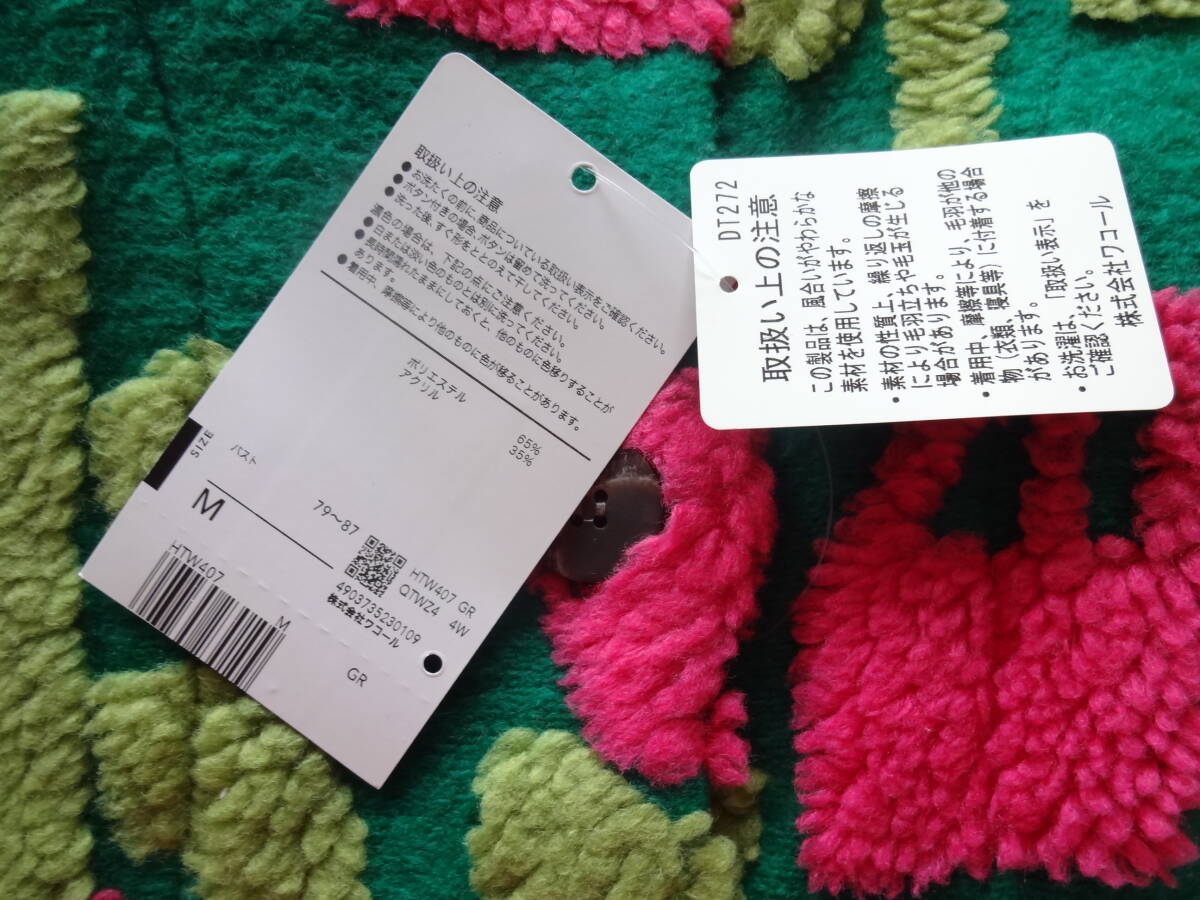 取扱い上の注意
●お洗たくの前に、商品についている取扱い表示をご確認ください。
●ボタン付きの場合、ボタンは留めて洗ってください。
●洗った後、すぐ形をととのえて干してください。
濃色の場合は、下記の点にご注意ください。
●白または淡い色のものとは別に洗ってください。
●長時間濡れたままにしておくと、他のものに色移りすることが
あります。
●着用中、摩擦等により他のものに色が移ることがあります。
ポリエステル 65%
アクリル 35%
SIZE
バスト 79〜87
M
HTW407 GR
QTWZ4 4W
4903735230109
株式会社ワコール
HTW407 M
GR
DT272
取扱い上の注意
この製品は、風合いがやわらかな
素材を使用しています。
・素材の性質上、繰り返しの摩擦
により毛羽立ちや毛玉が生じる
場合があります。
・着用中、摩擦等により、毛羽が他の
物（衣類、寝具等）に付着する場合
があります。
・お洗濯は、「取扱い表示」を
ご確認ください。
株式会社ワコール